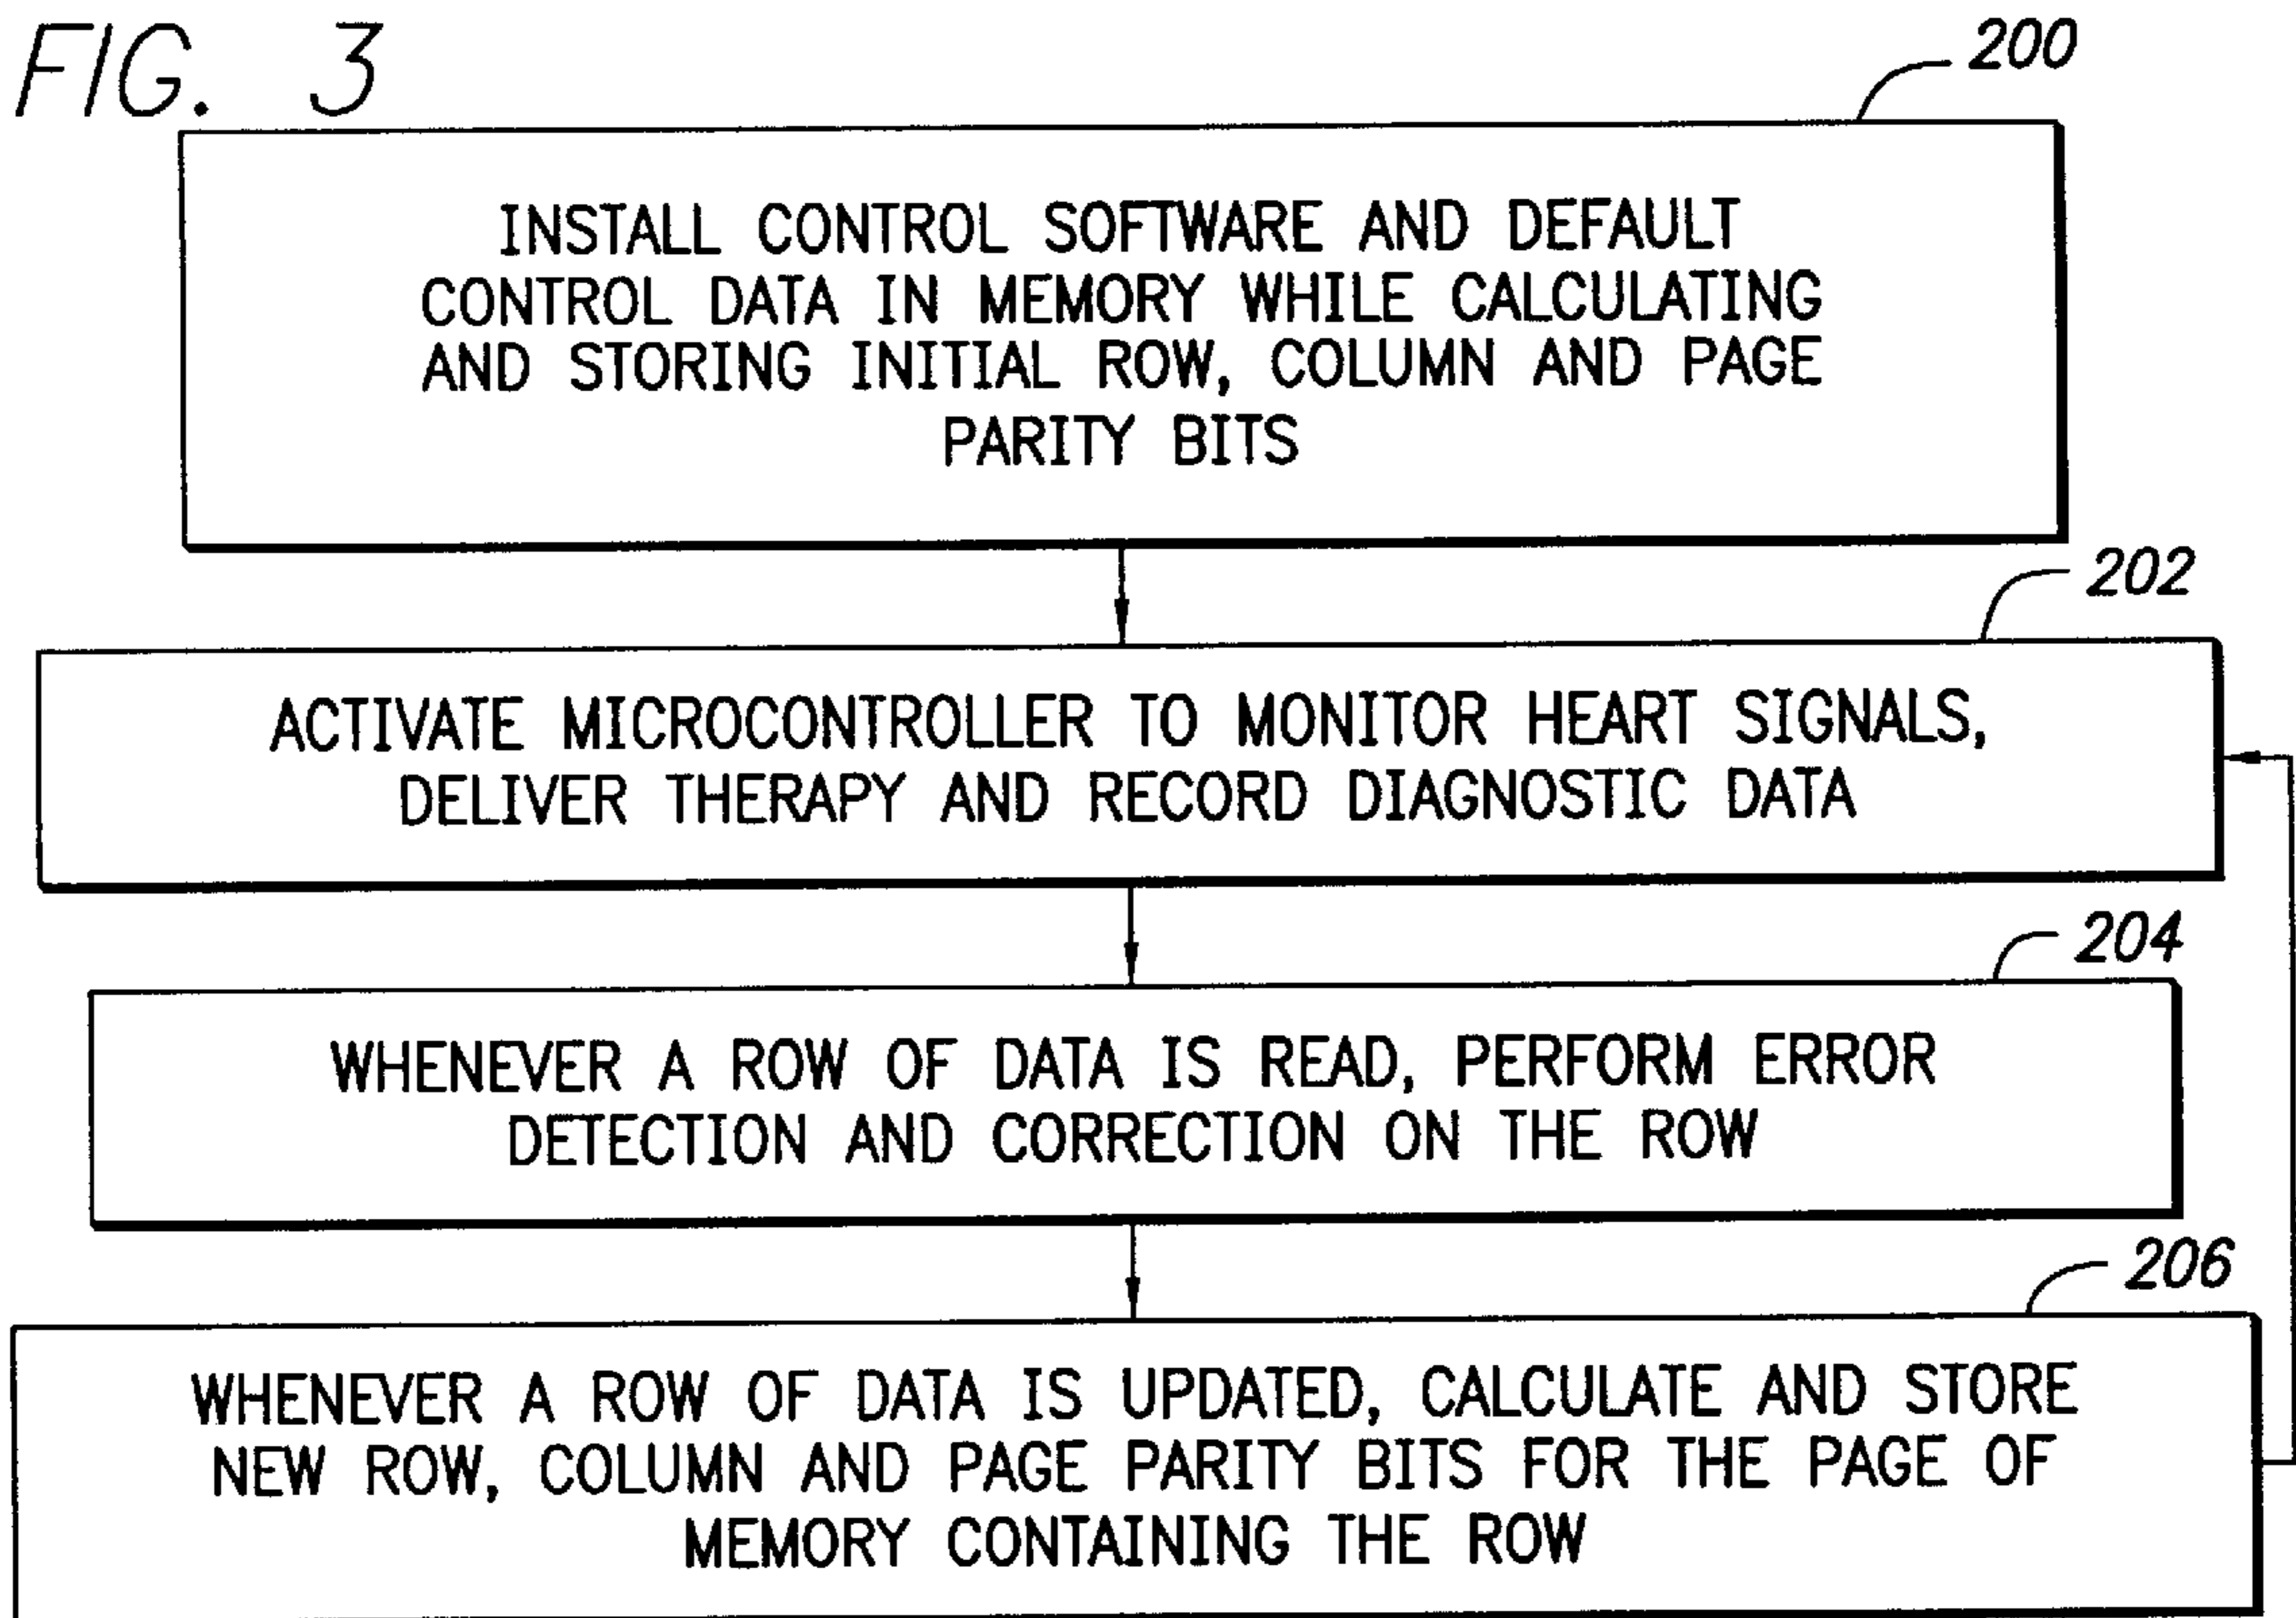 FIG. 3
200
INSTALL CONTROL SOFTWARE AND DEFAULT
CONTROL DATA IN MEMORY WHILE CALCULATING
AND STORING INITIAL ROW, COLUMN AND PAGE
PARITY BITS
202
ACTIVATE MICROCONTROLLER TO MONITOR HEART SIGNALS,
DELIVER THERAPY AND RECORD DIAGNOSTIC DATA
204
WHENEVER A ROW OF DATA IS READ, PERFORM ERROR
DETECTION AND CORRECTION ON THE ROW
206
WHENEVER A ROW OF DATA IS UPDATED, CALCULATE AND STORE
NEW ROW, COLUMN AND PAGE PARITY BITS FOR THE PAGE OF
MEMORY CONTAINING THE ROW